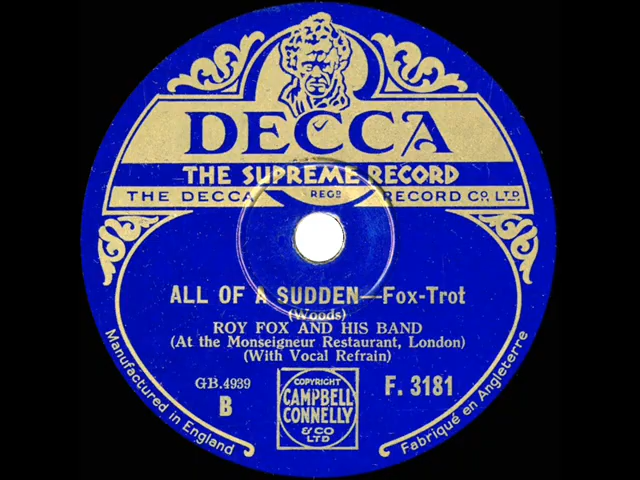 DECCA
THE SUPREME RECORD
THE DECCA REGD RECORD CO. LTD.
ALL OF A SUDDEN—Fox-Trot
(Woods)
ROY FOX AND HIS BAND
(At the Monseigneur Restaurant, London)
(With Vocal Refrain)
GB.4939
B
COPYRIGHT
CAMPBELL
CONNELLY
& CO
LTD
F. 3181
Manufactured in England
Fabriqué en Angleterre